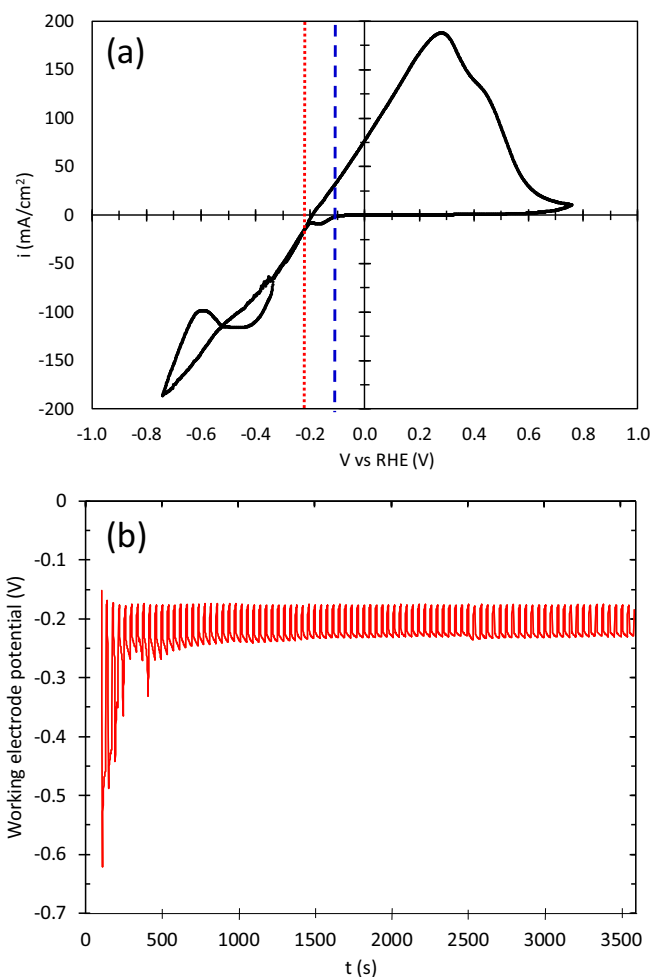 (a)
200
150
100
50
0
-50
-100
-150
-200
i (mA/cm²)
-1.0 -0.8 -0.6 -0.4 -0.2 0.0 0.2 0.4 0.6 0.8 1.0
V vs RHE (V)
(b)
0
-0.1
-0.2
-0.3
-0.4
-0.5
-0.6
-0.7
Working electrode potential (V)
0 500 1000 1500 2000 2500 3000 3500
t (s)